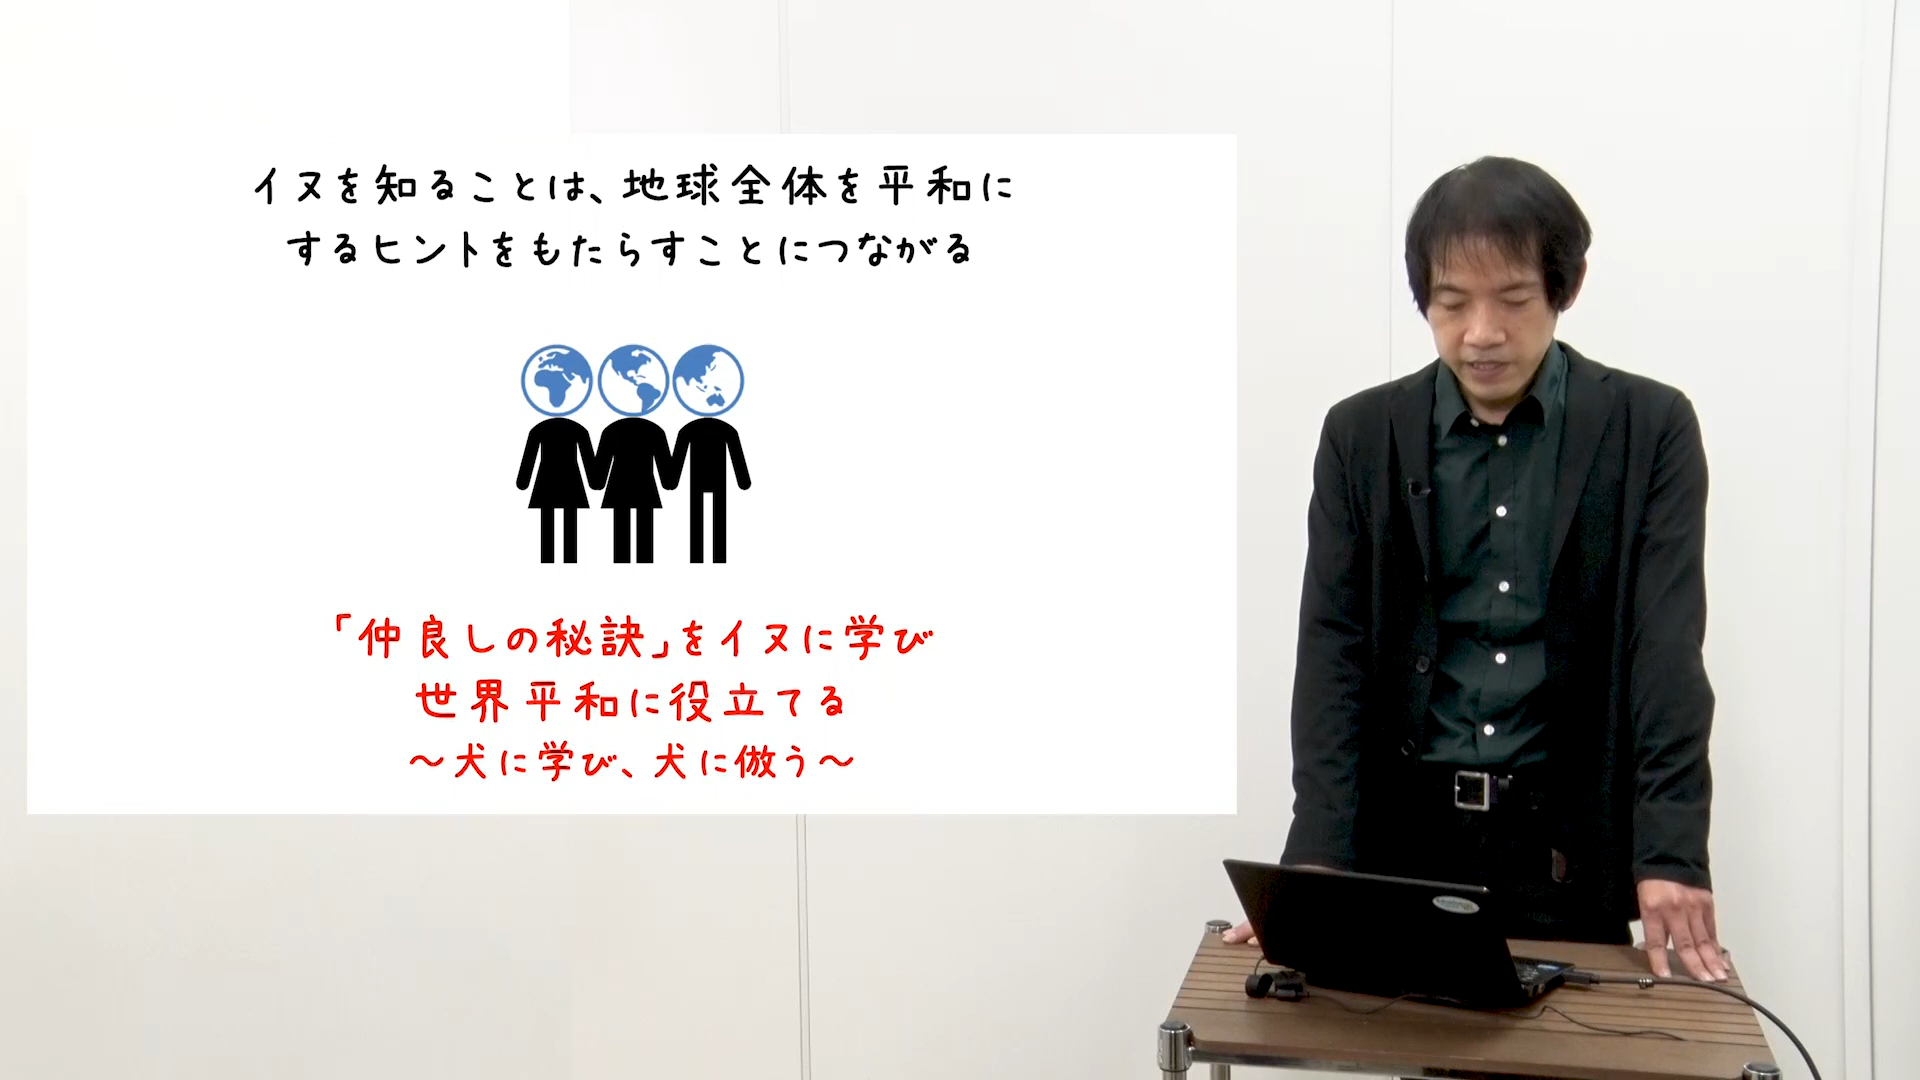 イヌを知ることは、地球全体を平和に
するヒントをもたらすことにつながる
「仲良しの秘訣」をイヌに学び
世界平和に役立てる
～犬に学び、犬に倣う～